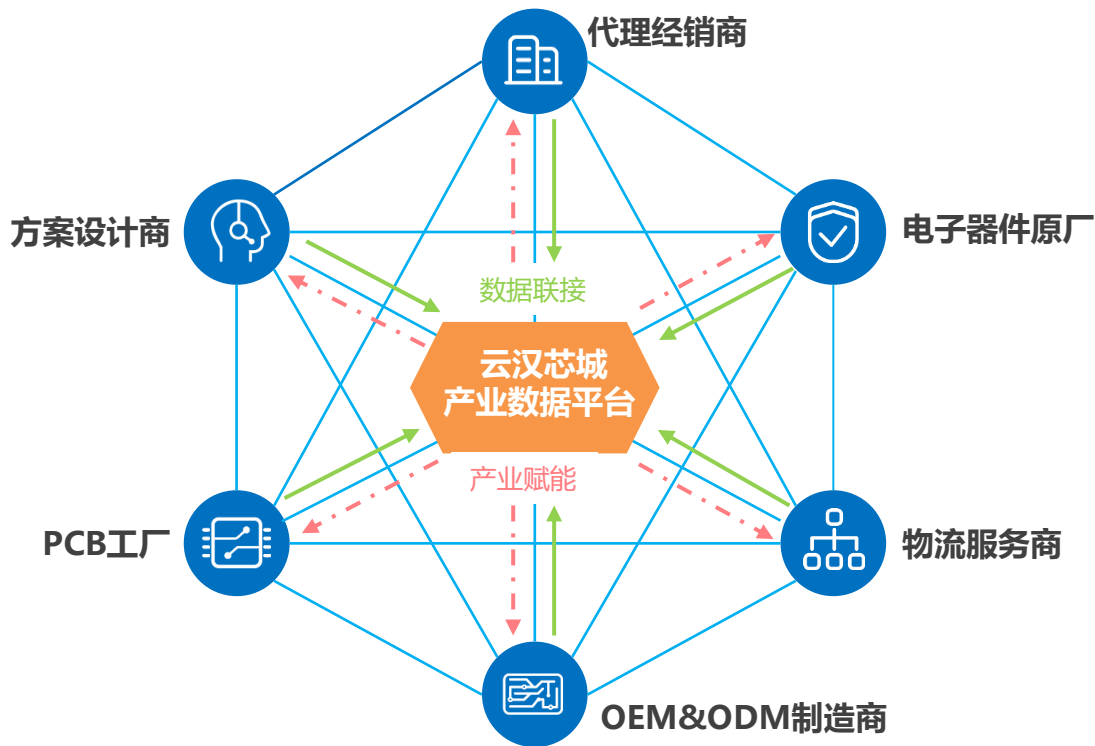 代理经销商
方案设计商
电子器件原厂
数据联接
云汉芯城
产业数据平台
产业赋能
PCB工厂
物流服务商
OEM&ODM制造商